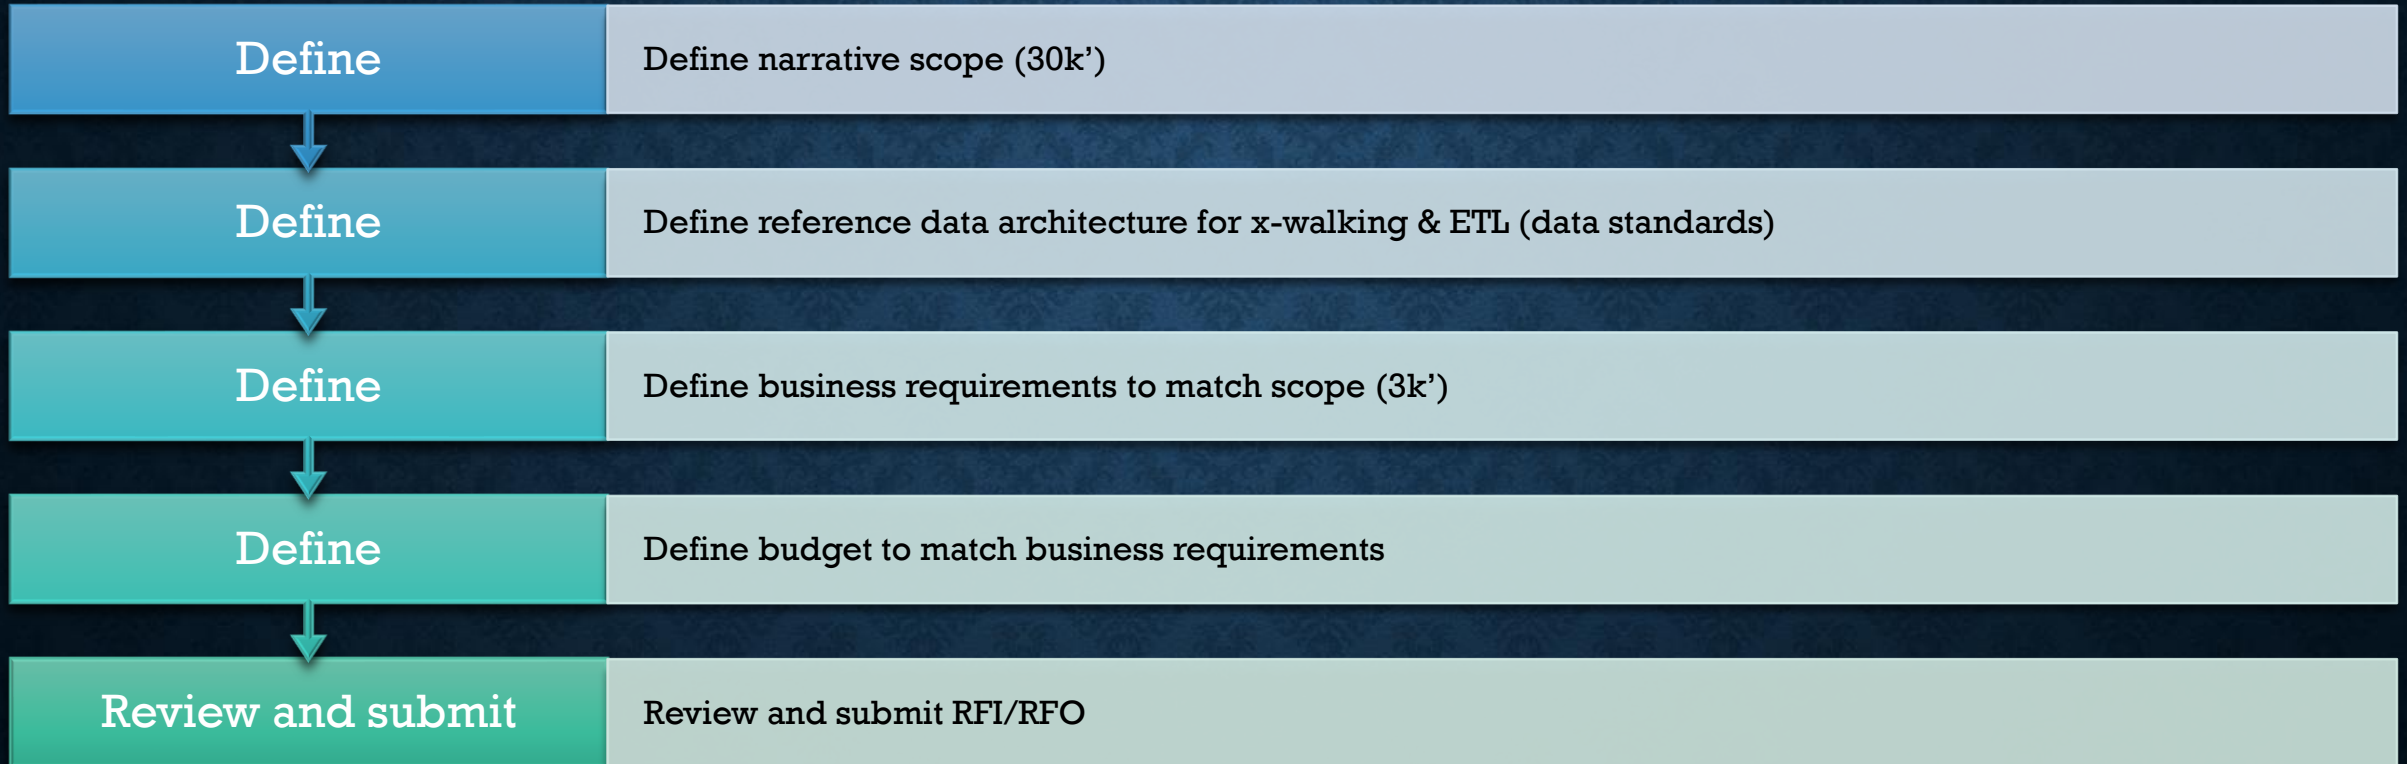 Define
Define narrative scope (30k’)
Define
Define reference data architecture for x-walking & ETL (data standards)
Define
Define business requirements to match scope (3k’)
Define
Define budget to match business requirements
Review and submit
Review and submit RFI/RFO